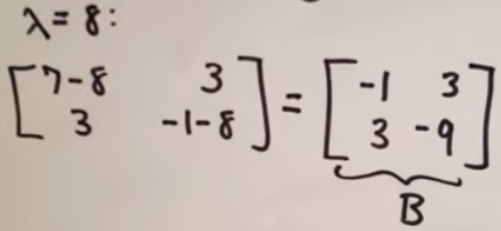 λ = 8:
[ 7-8 3 ] = [ -1 3 ]
[ 3 -1-8 ] [ 3 -9 ]
B